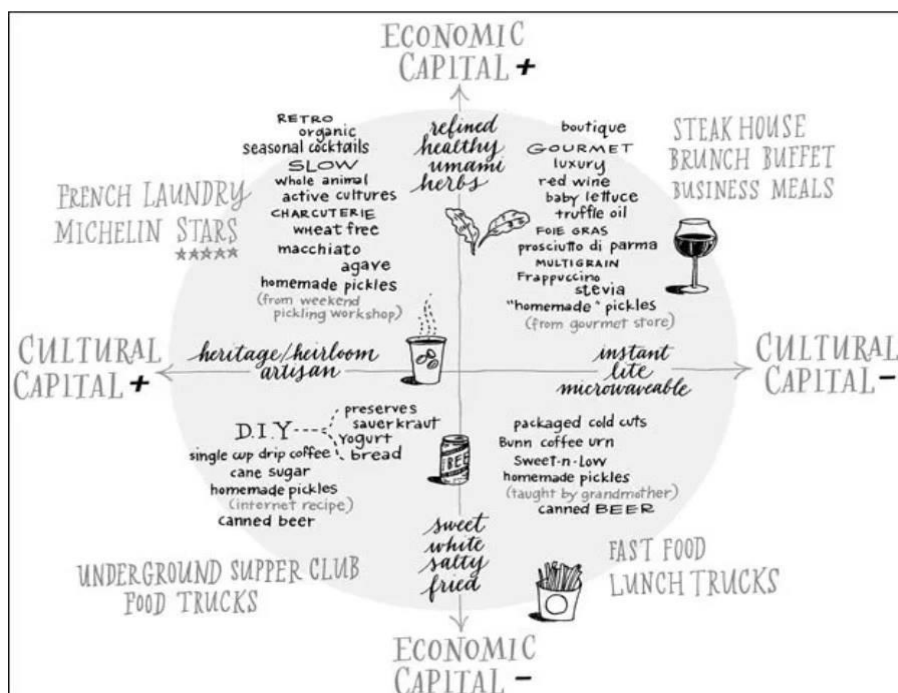 ECONOMIC
CAPITAL +
RETRO
organic
seasonal cocktails
SLOW
whole animal
active cultures
CHARCUTERIE
wheat free
macchiato
agave
homemade pickles
(from weekend
pickling workshop)
refined
healthy
umami
herbs
boutique
GOURMET
luxury
red wine
baby lettuce
truffle oil
FOIE GRAS
prosciutto di parma
MULTIGRAIN
Frappuccino
stevia
"homemade" pickles
(from gourmet store)
STEAK HOUSE
BRUNCH BUFFET
BUSINESS MEALS
FRENCH LAUNDRY
MICHELIN STARS
CULTURAL
CAPITAL +
heritage/heirloom
artisan
instant
lite
microwaveable
CULTURAL
CAPITAL -
D.I.Y
preserves
sauerkraut
yogurt
bread
single cup drip coffee
cane sugar
homemade pickles
(internet recipe)
canned beer
BEE
packaged cold cuts
Bunn coffee urn
Sweet-n-Low
homemade pickles
(taught by grandmother)
canned BEER
sweet
white
salty
fried
UNDERGROUND SUPPER CLUB
FOOD TRUCKS
FAST FOOD
LUNCH TRUCKS
ECONOMIC
CAPITAL -